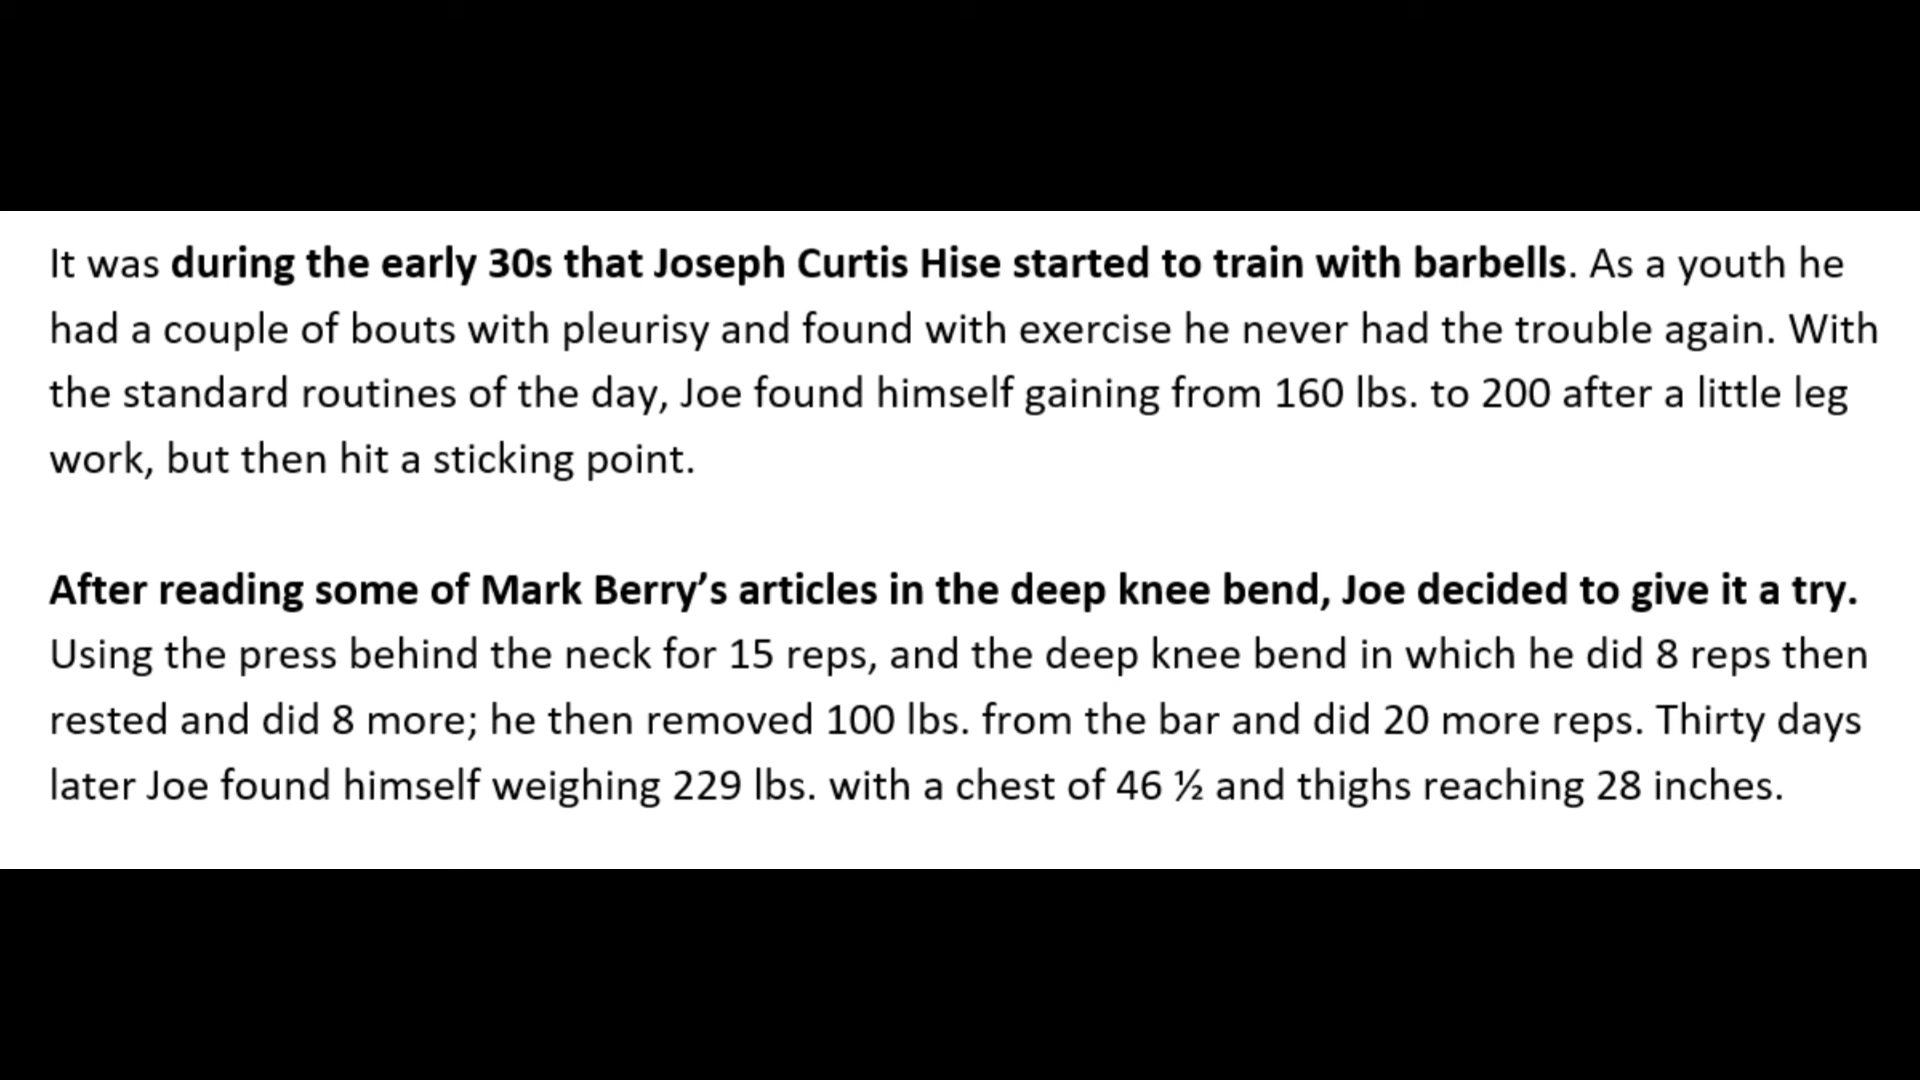 It was during the early 30s that Joseph Curtis Hise started to train with barbells. As a youth he
had a couple of bouts with pleurisy and found with exercise he never had the trouble again. With
the standard routines of the day, Joe found himself gaining from 160 lbs. to 200 after a little leg
work, but then hit a sticking point.
After reading some of Mark Berry’s articles in the deep knee bend, Joe decided to give it a try.
Using the press behind the neck for 15 reps, and the deep knee bend in which he did 8 reps then
rested and did 8 more; he then removed 100 lbs. from the bar and did 20 more reps. Thirty days
later Joe found himself weighing 229 lbs. with a chest of 46 ½ and thighs reaching 28 inches.